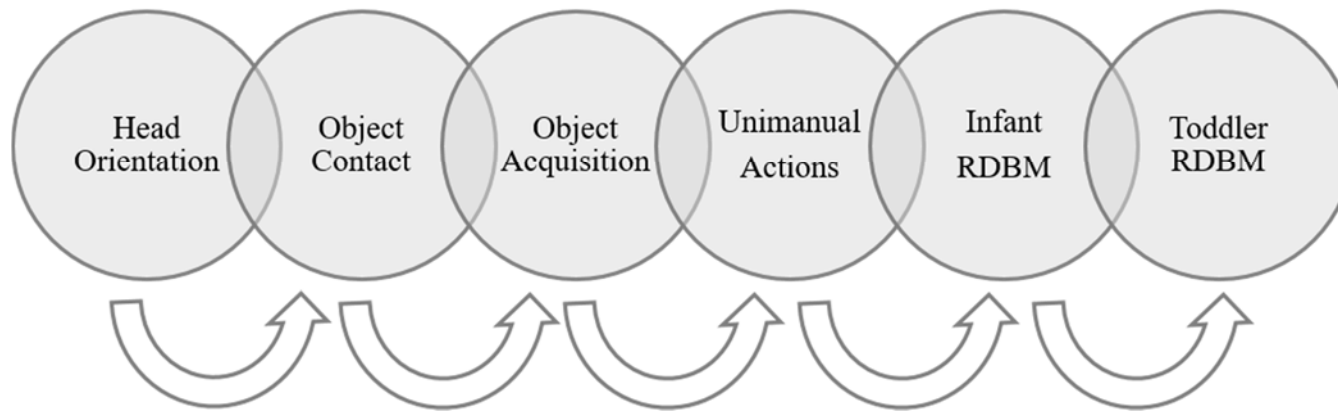 Head
Orientation
Object
Contact
Object
Acquisition
Unimanual
Actions
Infant
RDBM
Toddler
RDBM